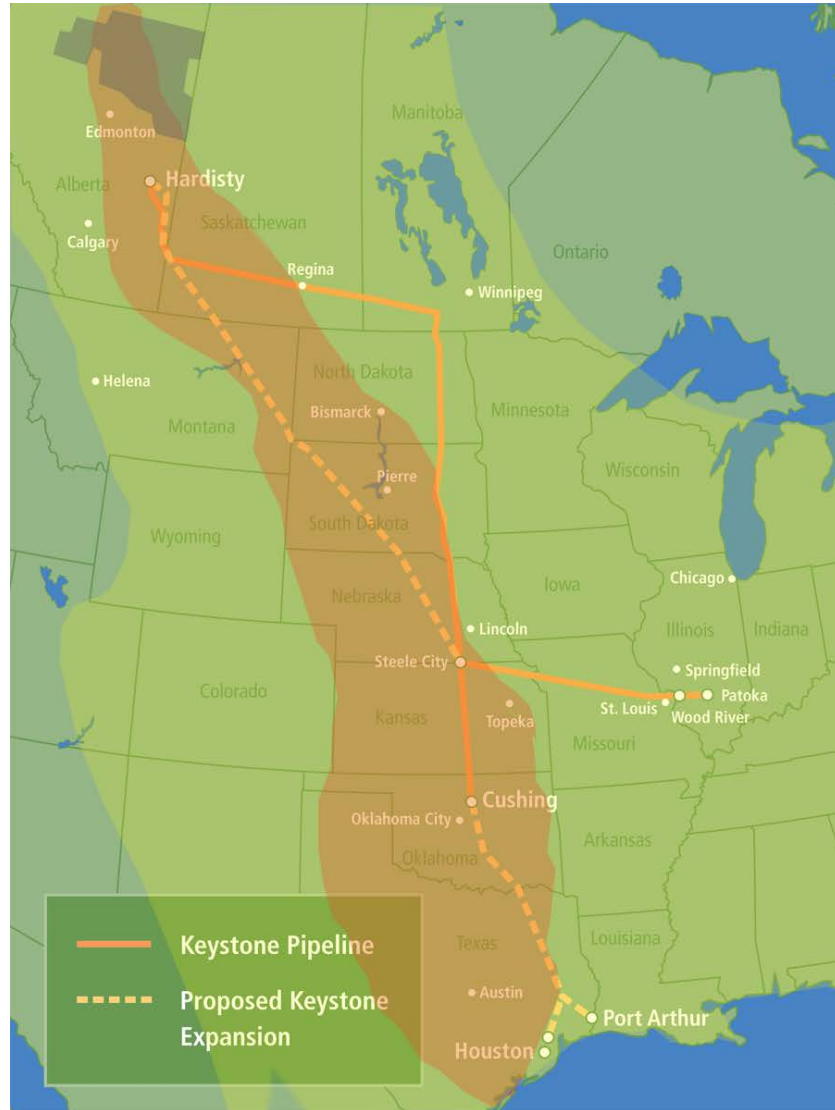 Edmonton
Manitoba
Hardisty
Alberta
Saskatchewan
Calgary
Ontario
Regina
Winnipeg
Helena
North Dakota
Bismarck
Minnesota
Montana
Wisconsin
Pierre
South Dakota
Wyoming
Chicago
Iowa
Nebraska
Lincoln
Illinois
Indiana
Steele City
Springfield
Colorado
Patoka
St. Louis
Wood River
Kansas
Topeka
Missouri
Cushing
Oklahoma City
Arkansas
Oklahoma
Keystone Pipeline
Texas
Louisiana
Proposed Keystone
Expansion
Austin
Port Arthur
Houston